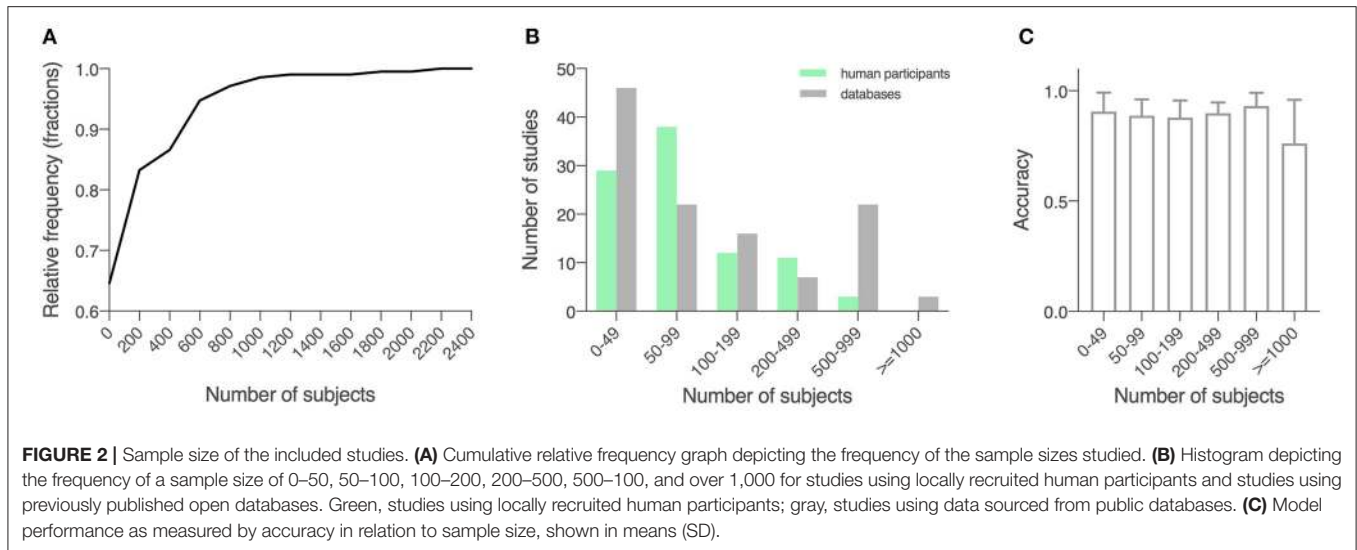 A
Relative frequency (fractions)
1.0
0.9
0.8
0.7
0.6
0
200
400
600
800
1000
1200
1400
1600
1800
2000
2200
2400
Number of subjects
B
Number of studies
50
40
30
20
10
0
human participants
databases
0-49
50-99
100-199
200-499
500-999
>=1000
Number of subjects
C
Accuracy
1.0
0.5
0.0
0-49
50-99
100-199
200-499
500-999
>=1000
Number of subjects
FIGURE 2 | Sample size of the included studies. (A) Cumulative relative frequency graph depicting the frequency of the sample sizes studied. (B) Histogram depicting
the frequency of a sample size of 0–50, 50–100, 100–200, 200–500, 500–100, and over 1,000 for studies using locally recruited human participants and studies using
previously published open databases. Green, studies using locally recruited human participants; gray, studies using data sourced from public databases. (C) Model
performance as measured by accuracy in relation to sample size, shown in means (SD).